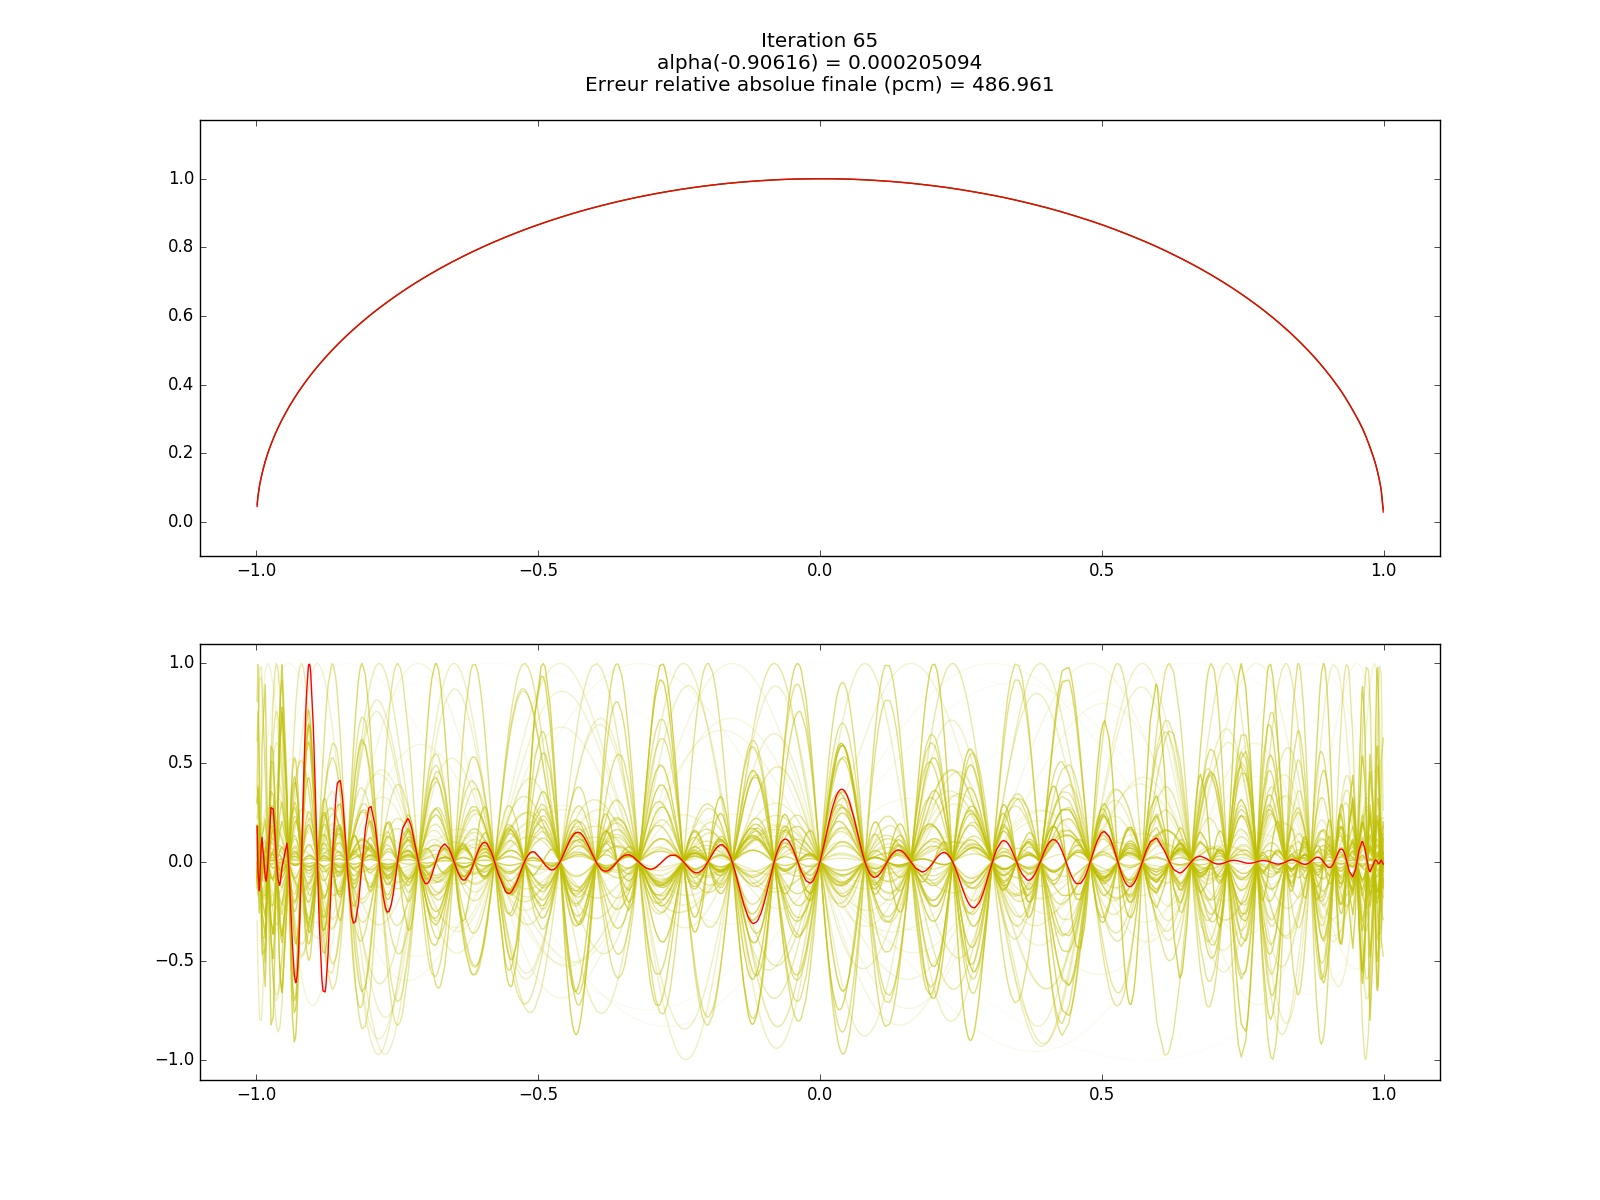 Iteration 65
alpha(-0.90616) = 0.000205094
Erreur relative absolue finale (pcm) = 486.961
1.0
0.8
0.6
0.4
0.2
0.0
−1.0 −0.5 0.0 0.5 1.0
1.0
0.5
0.0
−0.5
−1.0
−1.0 −0.5 0.0 0.5 1.0